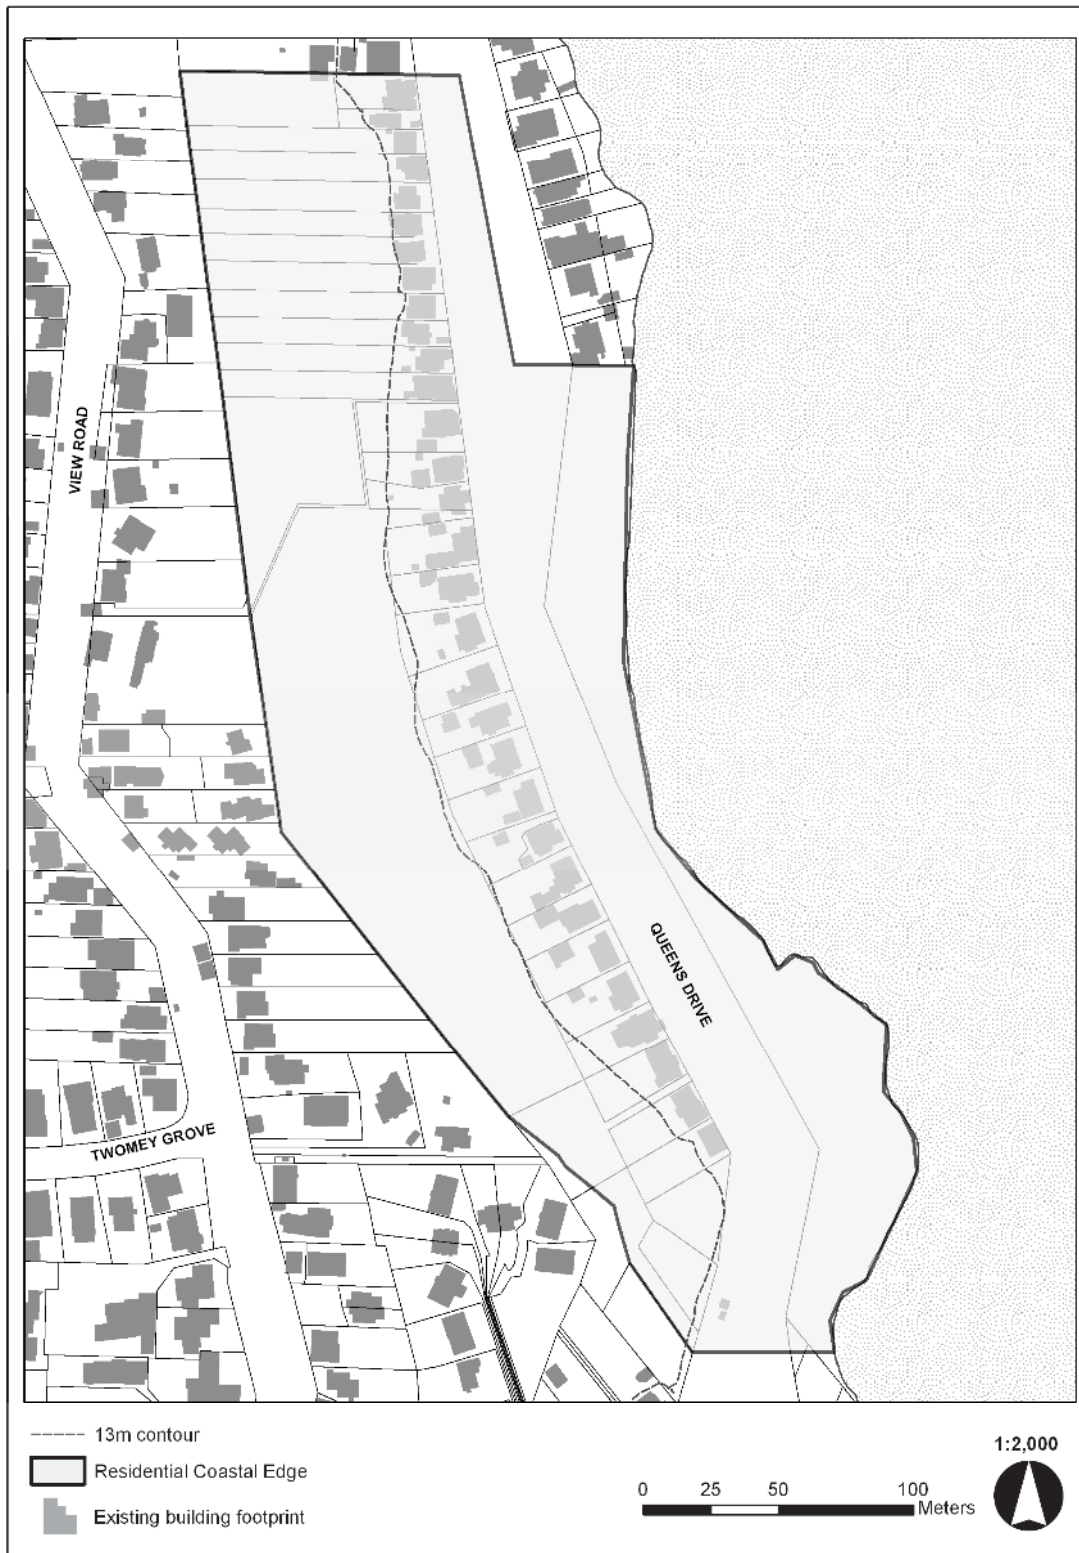 VIEW ROAD
QUEENS DRIVE
TWOMEY GROVE
13m contour
Residential Coastal Edge
Existing building footprint
1:2,000
0 25 50 100
Meters